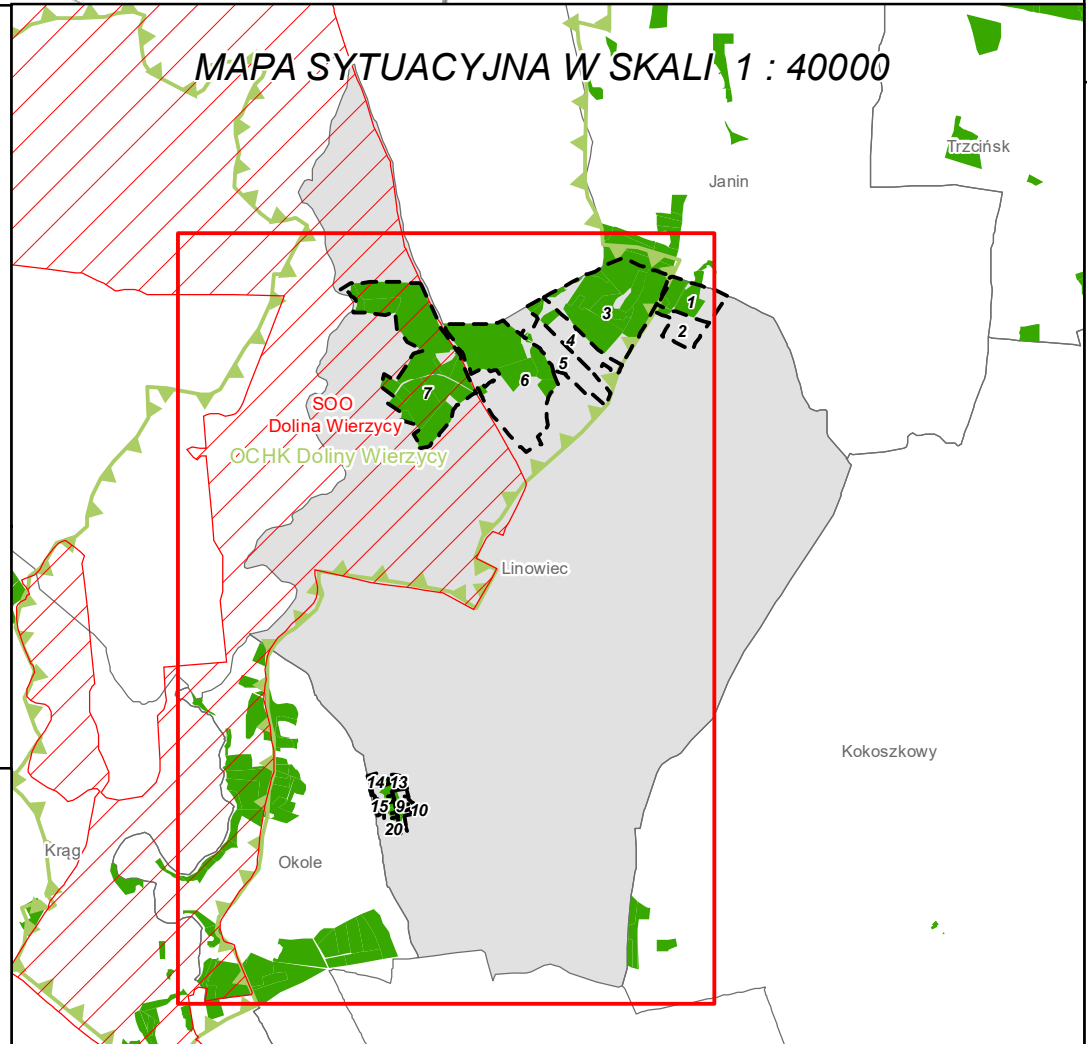 MAPA SYTUACYJNA W SKALI 1 : 40000
Trzcińsk
Janin
1
3
2
4
5
6
7
SOO
Dolina Wierzycy
OCHK Doliny Wierzycy
Linowiec
Kokoszkowy
14 13
15 9 10
20
Krąg
Okole